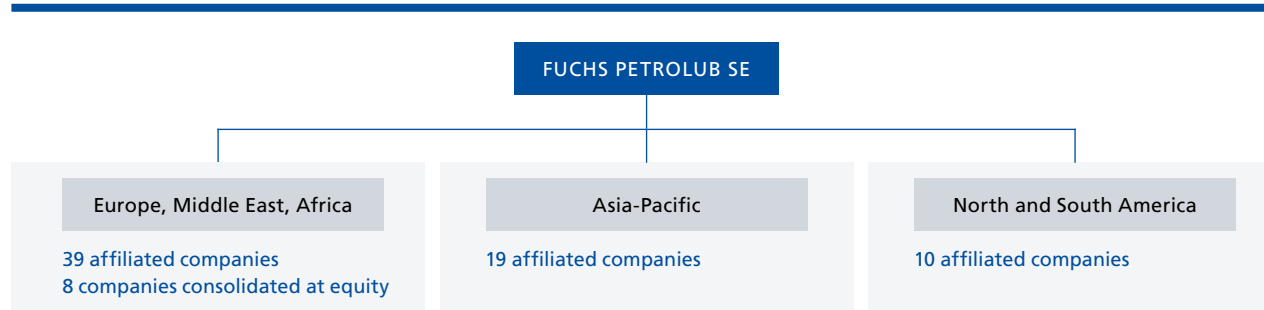 FUCHS PETROLUB SE
Europe, Middle East, Africa
39 affiliated companies
8 companies consolidated at equity
Asia-Pacific
19 affiliated companies
North and South America
10 affiliated companies